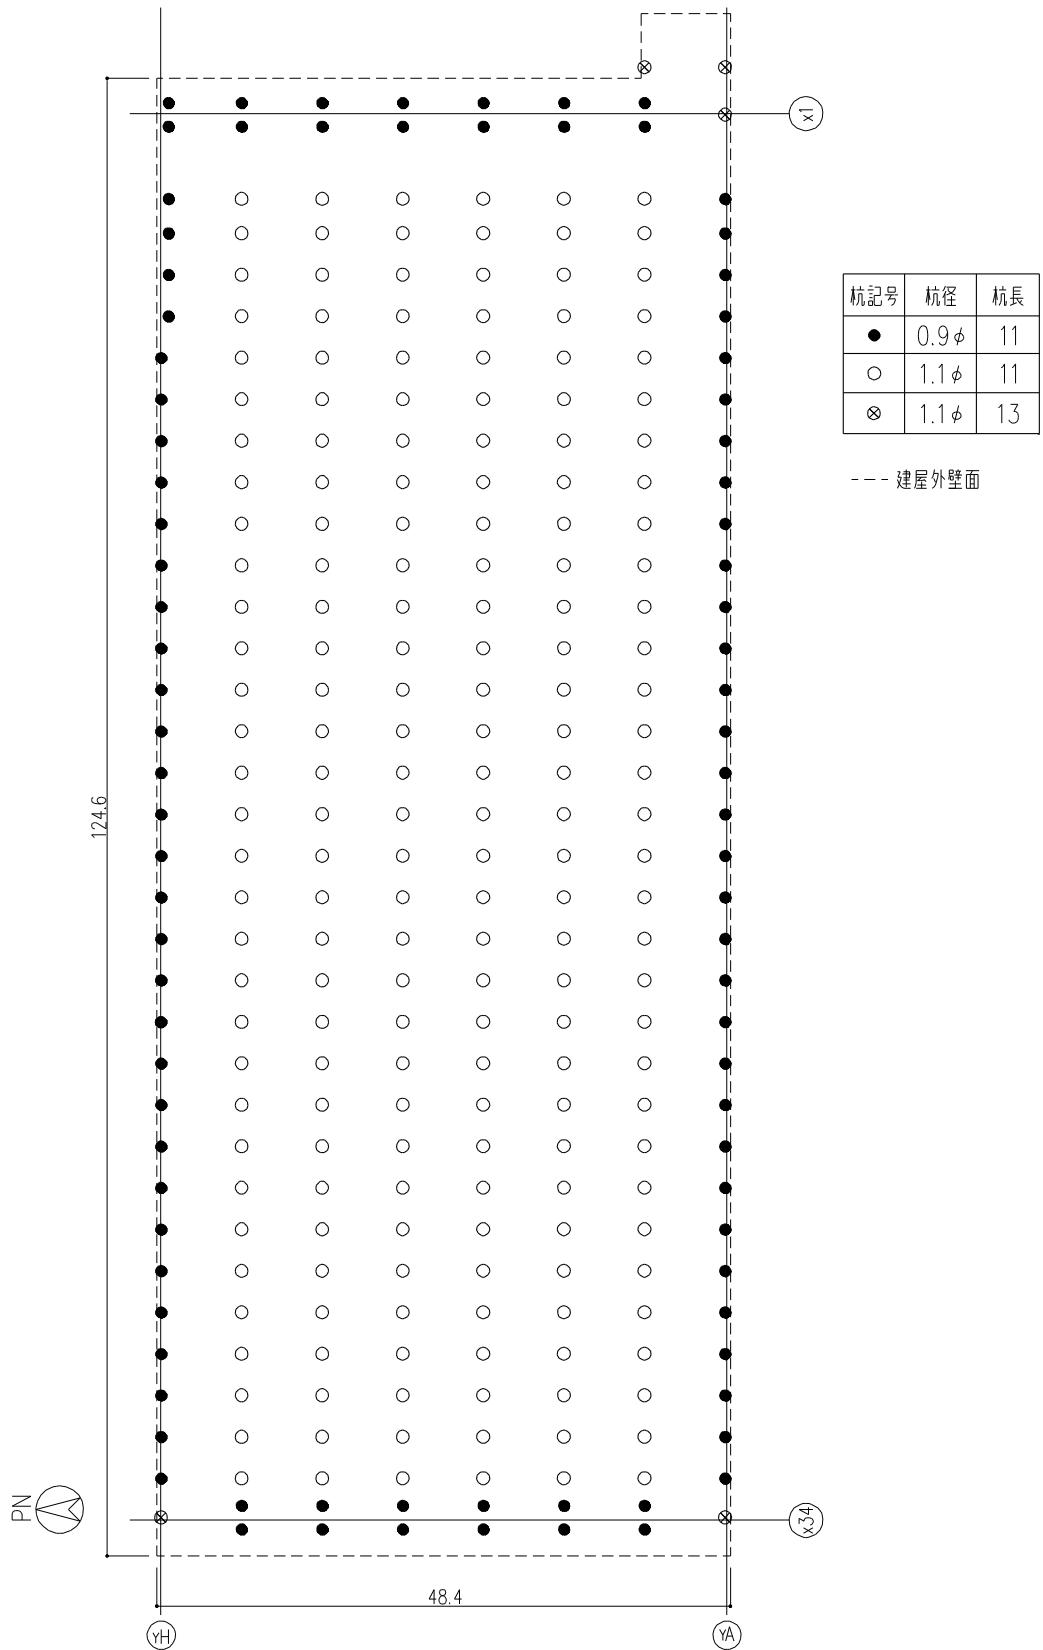 x1
杭記号 杭径 杭長
● 0.9φ 11
○ 1.1φ 11
⊗ 1.1φ 13
--- 建屋外壁面
124.6
PN
x34
48.4
YH
YA